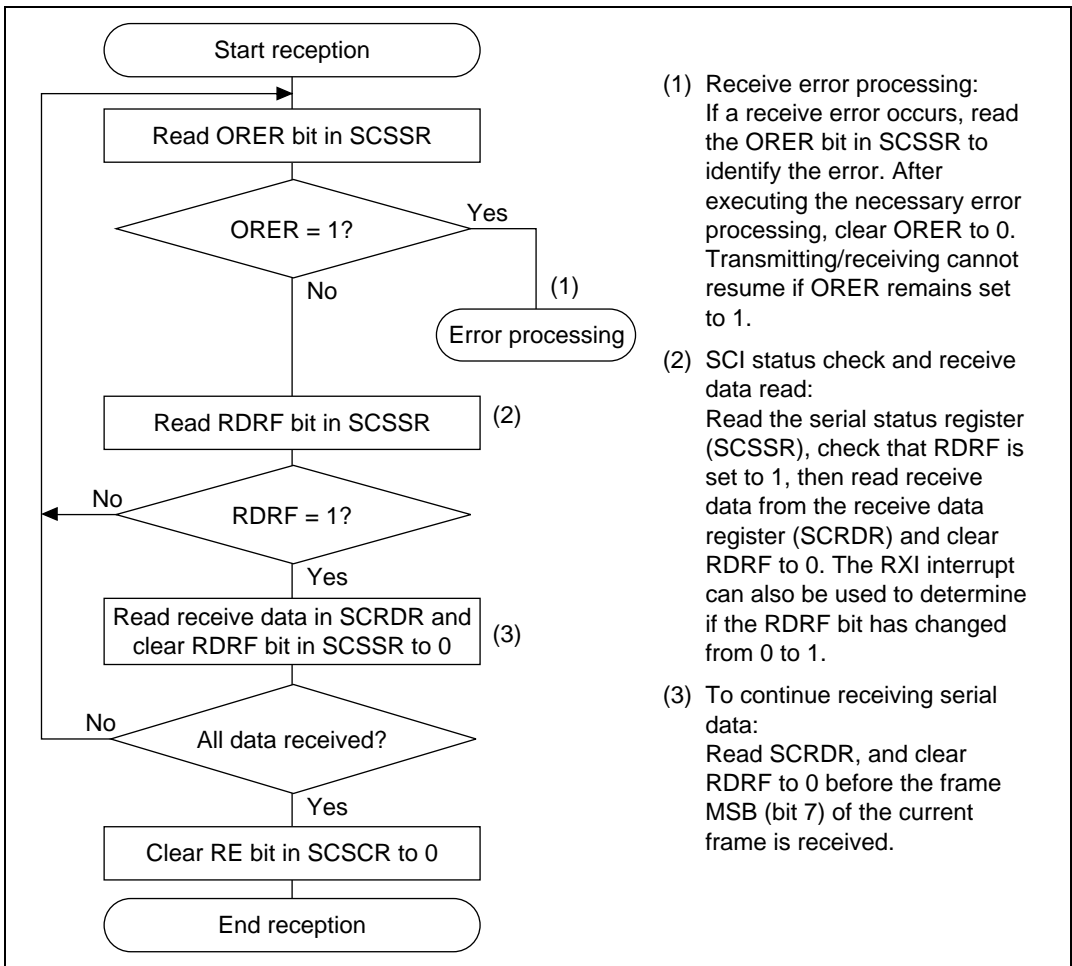 Start reception
Read ORER bit in SCSSR
ORER = 1?
Yes
No
(1)
Error processing
Read RDRF bit in SCSSR
(2)
No
RDRF = 1?
Yes
Read receive data in SCRDR and
clear RDRF bit in SCSSR to 0
(3)
No
All data received?
Yes
Clear RE bit in SCSCR to 0
End reception
(1) Receive error processing:
If a receive error occurs, read
the ORER bit in SCSSR to
identify the error. After
executing the necessary error
processing, clear ORER to 0.
Transmitting/receiving cannot
resume if ORER remains set
to 1.
(2) SCI status check and receive
data read:
Read the serial status register
(SCSSR), check that RDRF is
set to 1, then read receive
data from the receive data
register (SCRDR) and clear
RDRF to 0. The RXI interrupt
can also be used to determine
if the RDRF bit has changed
from 0 to 1.
(3) To continue receiving serial
data:
Read SCRDR, and clear
RDRF to 0 before the frame
MSB (bit 7) of the current
frame is received.